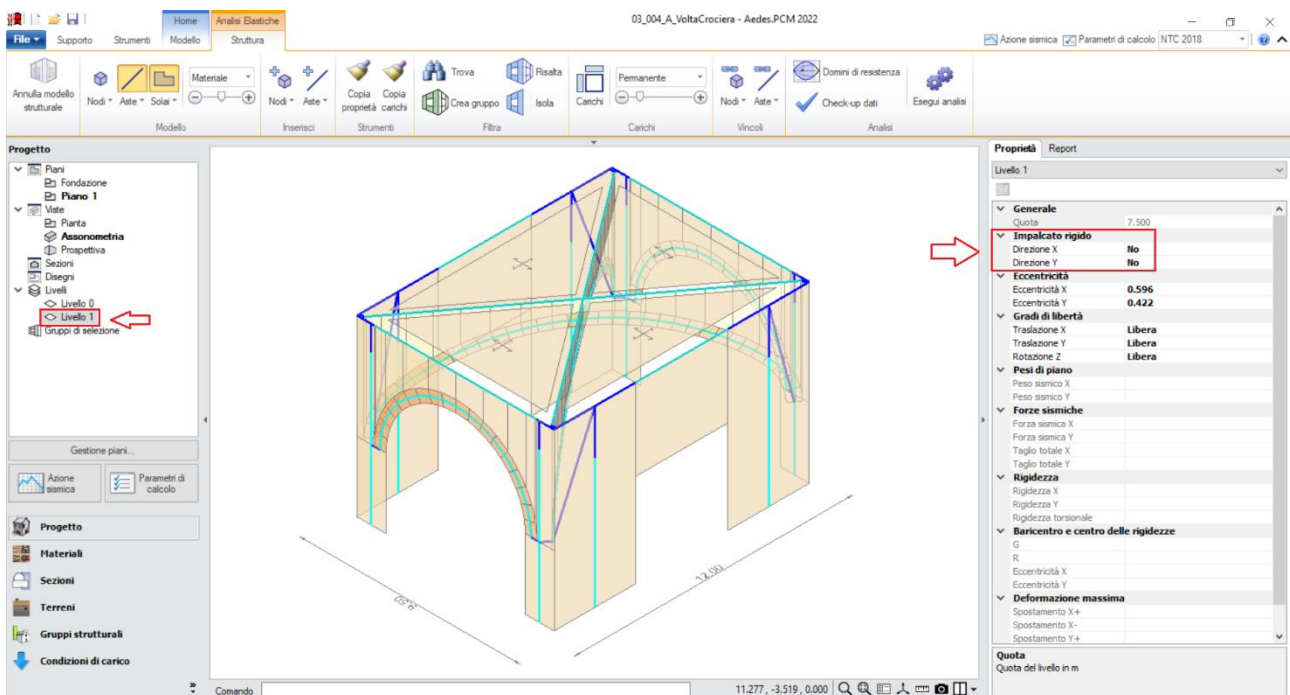 03_004_A_VoltaCrociera - Aedes.PCM 2022
Home Analisi Elastiche
File Supporto Strumenti Modello Struttura
Azione sismica Parametri di calcolo NTC 2018
Annulla modello strutturale
Nodi Aste Solai
Materiale
Modello
Nodi Aste
Inserisci
Copia proprietà
Copia carichi
Strumenti
Trova
Crea gruppo
Risalta
Isola
Filtra
Carichi
Permanente
Carichi
Nodi Aste
Vincoli
Domini di resistenza
Check-up dati
Esegui analisi
Analisi
Progetto
Piani
Fondazione
Piano 1
Viste
Pianta
Assonometria
Prospettiva
Sezioni
Disegni
Livelli
Livello 0
Livello 1
Gruppi di selezione
Gestione piani...
Azione sismica
Parametri di calcolo
Progetto
Materiali
Sezioni
Terreni
Gruppi strutturali
Condizioni di carico
9.50
12.00
Comando
11.277 , -3.519 , 0.000
Proprietà Report
Livello 1
Generale
Quota 7.500
Impalcato rigido
Direzione X No
Direzione Y No
Eccentricità
Eccentricità X 0.596
Eccentricità Y 0.422
Gradi di libertà
Traslazione X Libera
Traslazione Y Libera
Rotazione Z Libera
Pesi di piano
Peso sismico X
Peso sismico Y
Forze sismiche
Forza sismica X
Forza sismica Y
Taglio totale X
Taglio totale Y
Rigidezza
Rigidezza X
Rigidezza Y
Rigidezza torsionale
Baricentro e centro delle rigidezze
G
R
Eccentricità X
Eccentricità Y
Deformazione massima
Spostamento X+
Spostamento X-
Spostamento Y+
Quota
Quota del livello in m